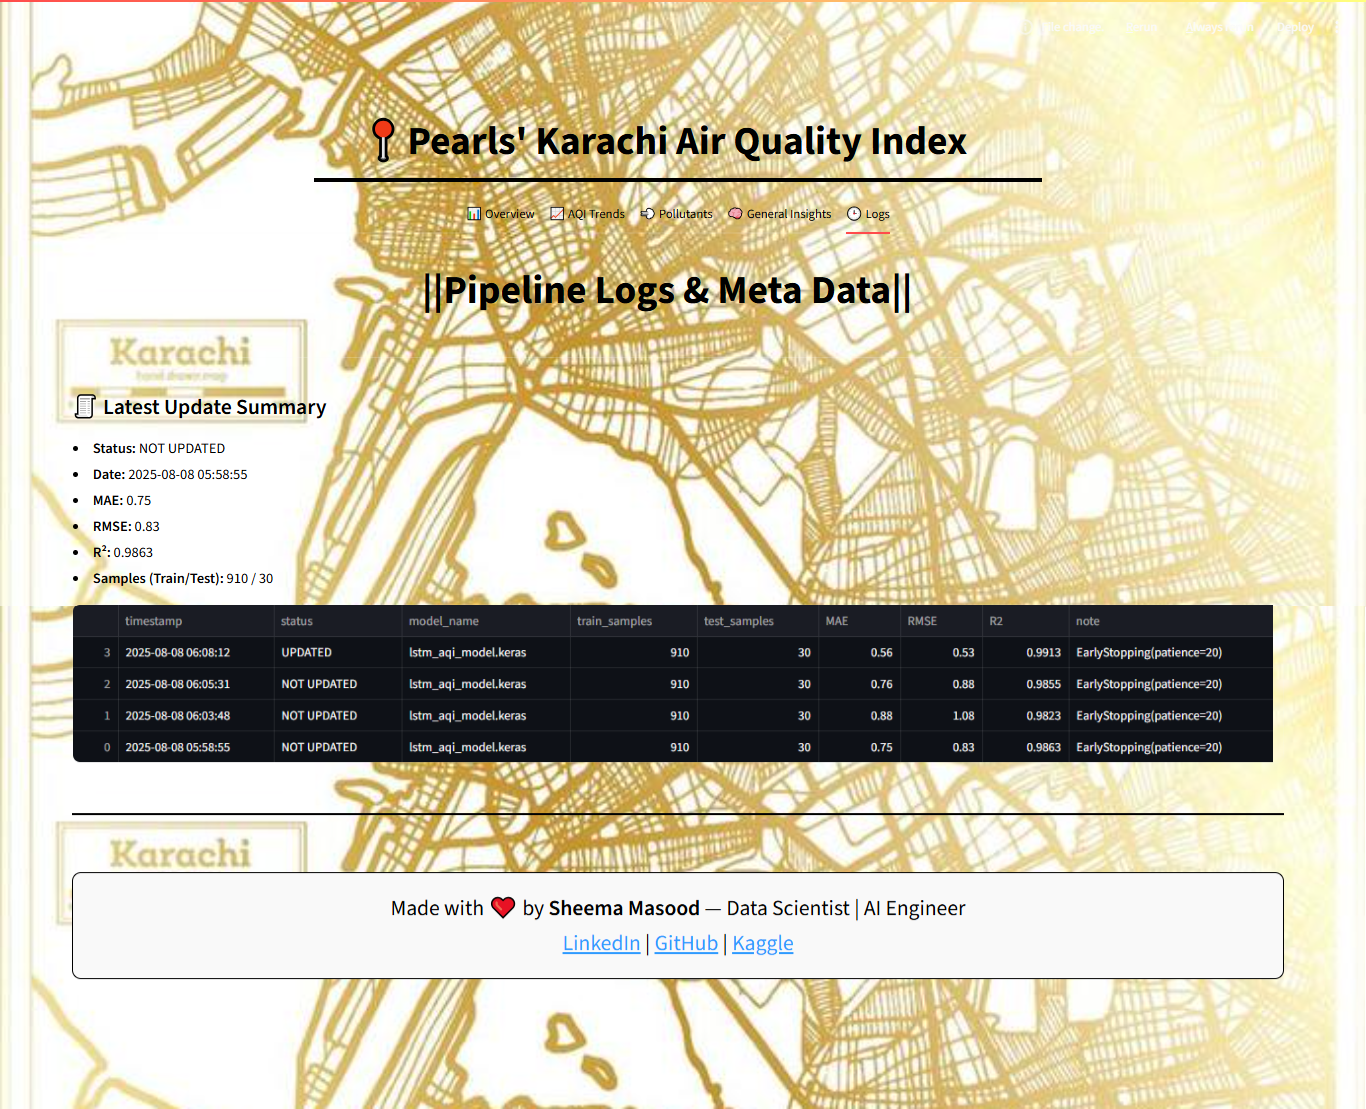 Pearls' Karachi Air Quality Index
Overview AQI Trends Pollutants General Insights Logs
||Pipeline Logs & Meta Data||
Karachi
hand drawn map
Latest Update Summary
Status: NOT UPDATED
Date: 2025-08-08 05:58:55
MAE: 0.75
RMSE: 0.83
R²: 0.9863
Samples (Train/Test): 910 / 30
timestamp status model_name train_samples test_samples MAE RMSE R2 note
3 2025-08-08 06:08:12 UPDATED lstm_aqi_model.keras 910 30 0.56 0.53 0.9913 EarlyStopping(patience=20)
2 2025-08-08 06:05:31 NOT UPDATED lstm_aqi_model.keras 910 30 0.76 0.88 0.9855 EarlyStopping(patience=20)
1 2025-08-08 06:03:48 NOT UPDATED lstm_aqi_model.keras 910 30 0.88 1.08 0.9823 EarlyStopping(patience=20)
0 2025-08-08 05:58:55 NOT UPDATED lstm_aqi_model.keras 910 30 0.75 0.83 0.9863 EarlyStopping(patience=20)
Karachi
Made with ❤️ by Sheema Masood — Data Scientist | AI Engineer
LinkedIn | GitHub | Kaggle